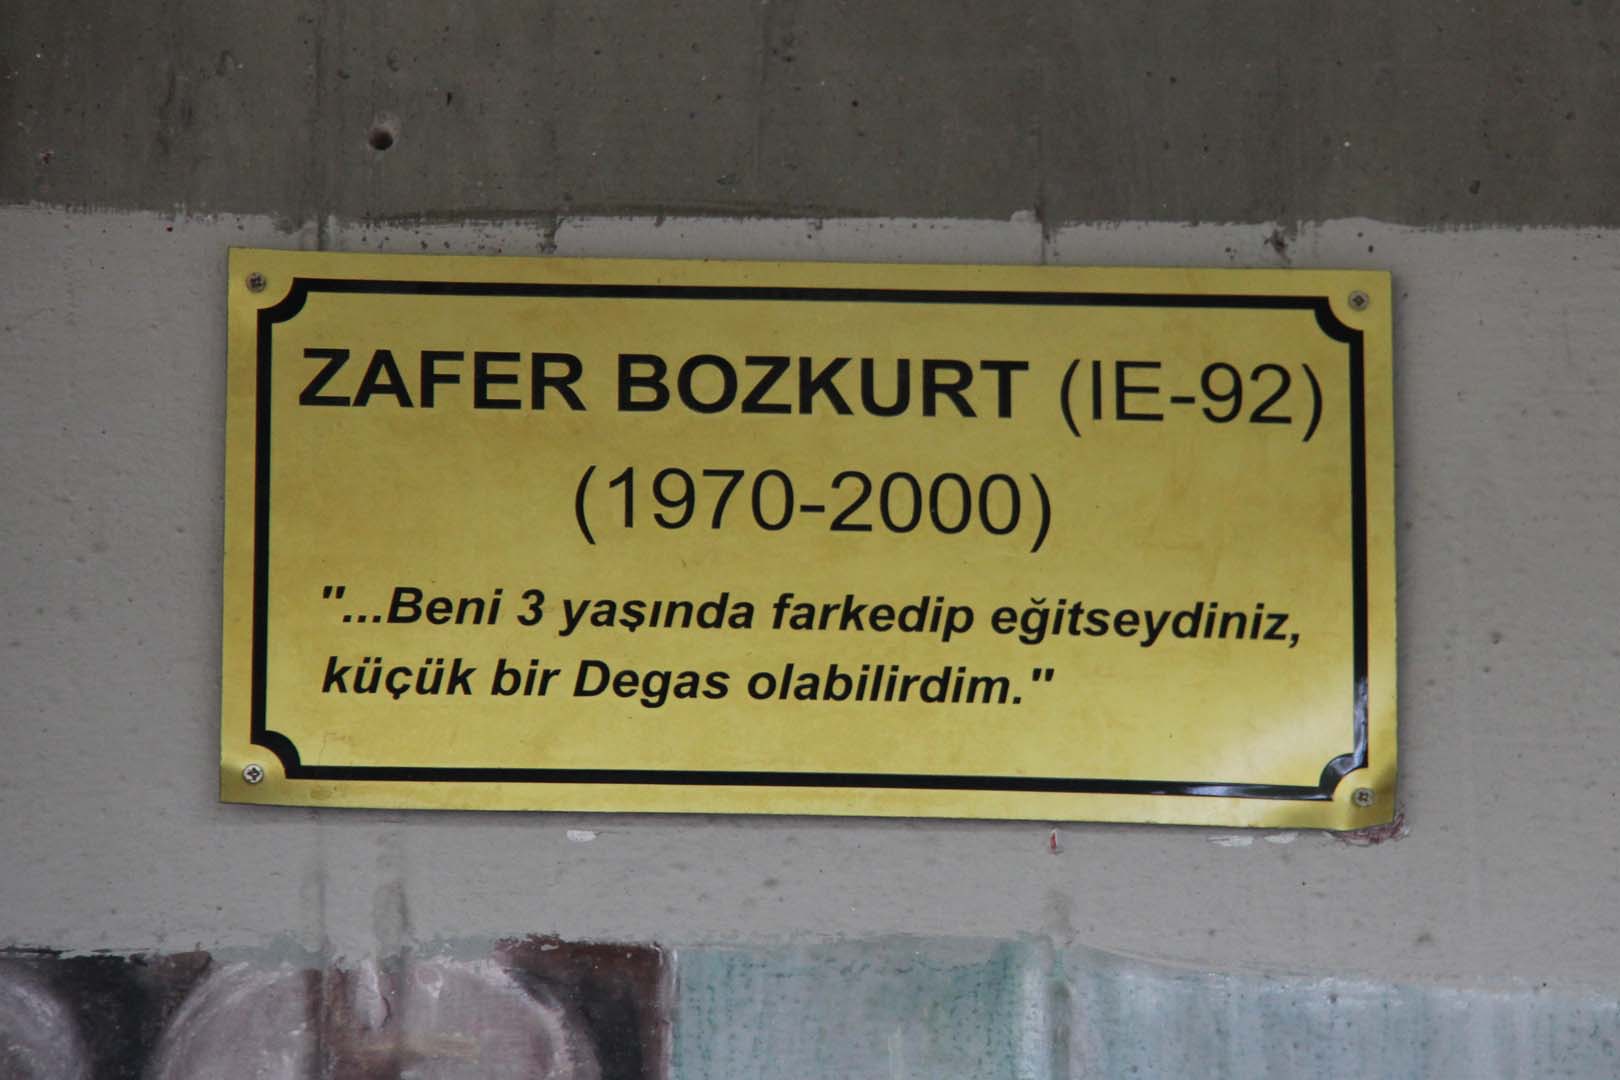 ZAFER BOZKURT (IE-92)
(1970-2000)
"...Beni 3 yaşında farkedip eğitseydiniz,
küçük bir Degas olabilirdim."